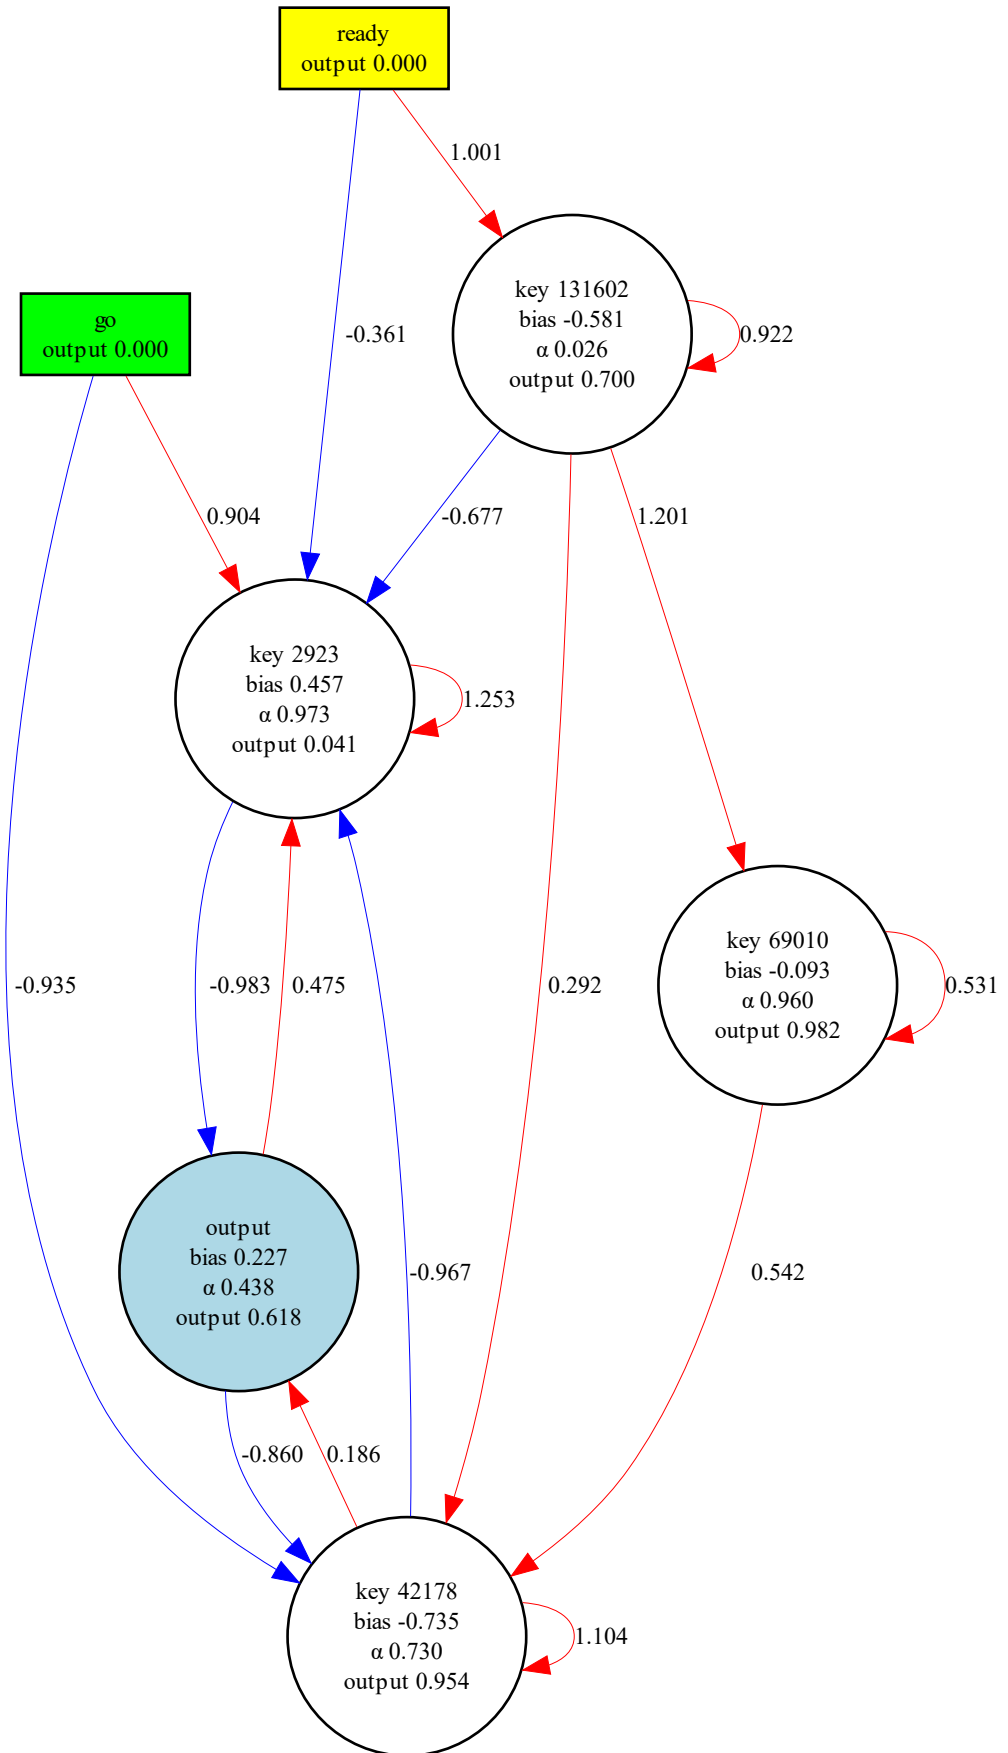 ready
output 0.000
1.001
key 131602
bias -0.581
α 0.026
output 0.700
0.922
go
output 0.000
-0.361
0.904
-0.677
1.201
key 2923
bias 0.457
α 0.973
output 0.041
1.253
key 69010
bias -0.093
α 0.960
output 0.982
0.531
-0.935
-0.983
0.475
0.292
output
bias 0.227
α 0.438
output 0.618
-0.967
0.542
-0.860
0.186
key 42178
bias -0.735
α 0.730
output 0.954
1.104